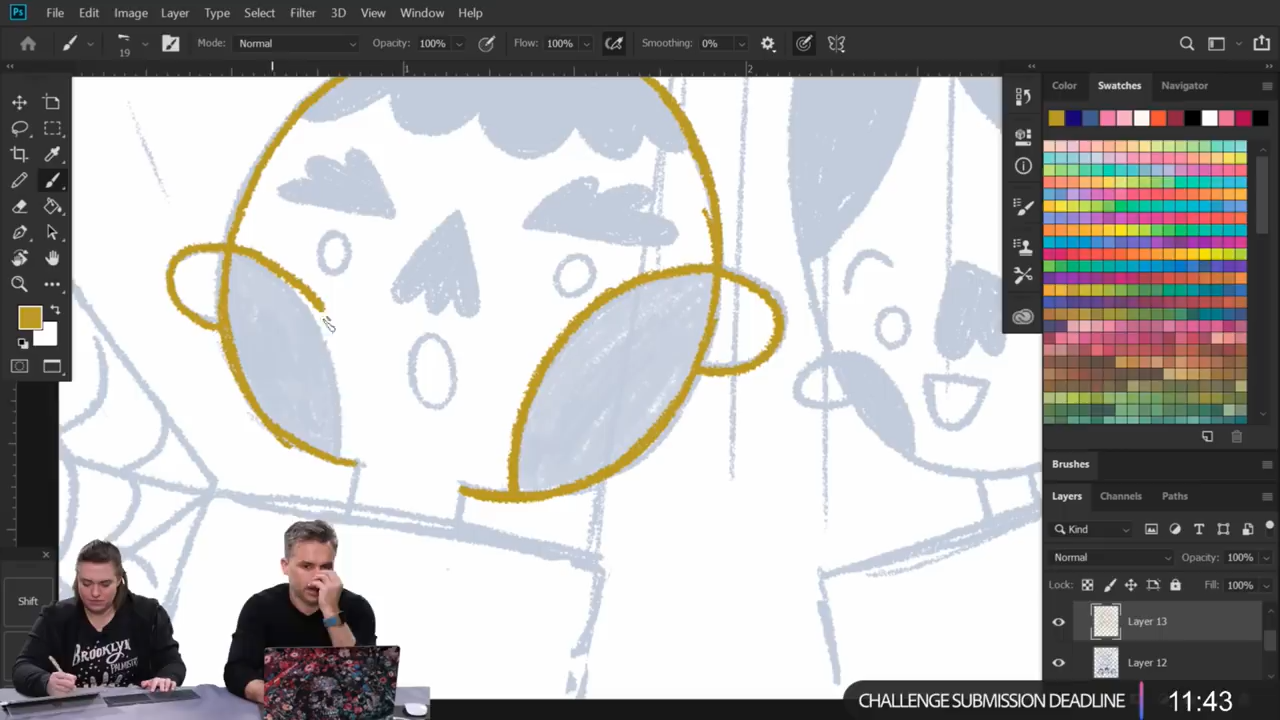 Ps File Edit Image Layer Type Select Filter 3D View Window Help
19 Mode: Normal Opacity: 100% Flow: 100% Smoothing: 0%
1 2
Color Swatches Navigator
Brushes
Layers Channels Paths
Kind
Normal Opacity: 100%
Lock: Fill: 100%
Layer 13
Layer 12
Shift
BROOKLYN
PALMISTRY
CHALLENGE SUBMISSION DEADLINE 11:43